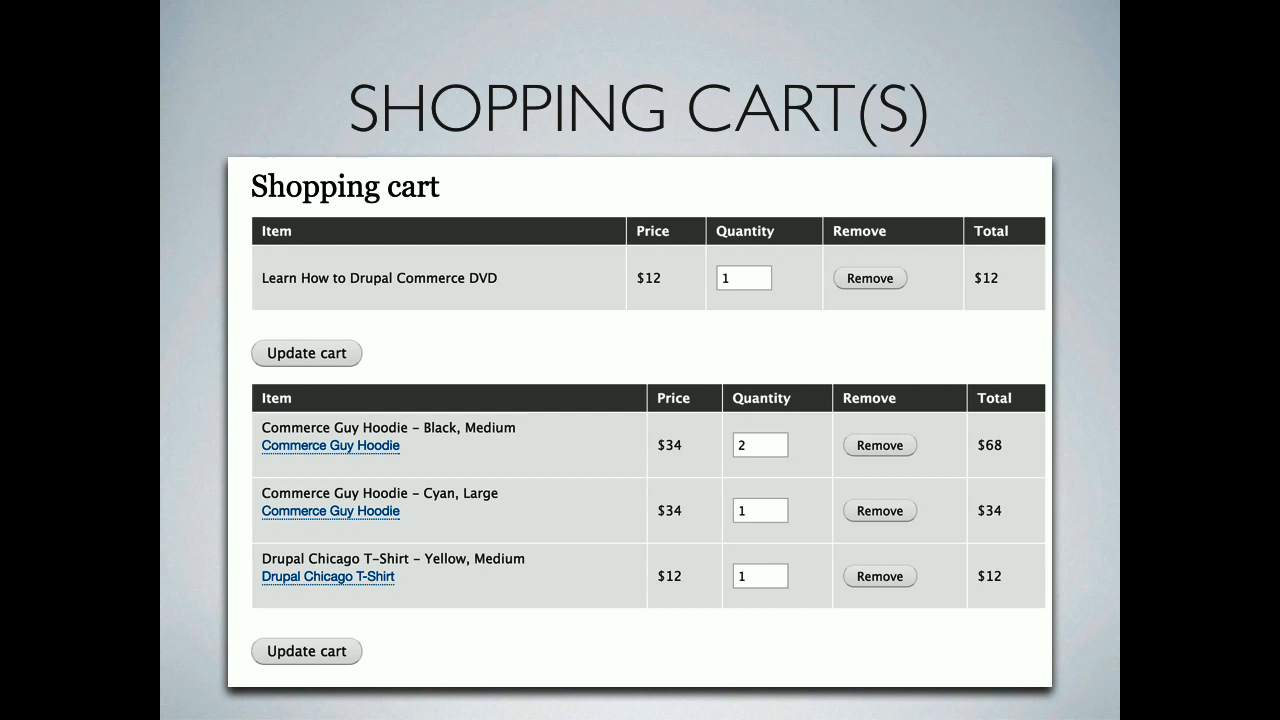 SHOPPING CART(S)
Shopping cart
Item Price Quantity Remove Total
Learn How to Drupal Commerce DVD $12 1 Remove $12
Update cart
Item Price Quantity Remove Total
Commerce Guy Hoodie – Black, Medium
Commerce Guy Hoodie $34 2 Remove $68
Commerce Guy Hoodie – Cyan, Large
Commerce Guy Hoodie $34 1 Remove $34
Drupal Chicago T-Shirt – Yellow, Medium
Drupal Chicago T-Shirt $12 1 Remove $12
Update cart